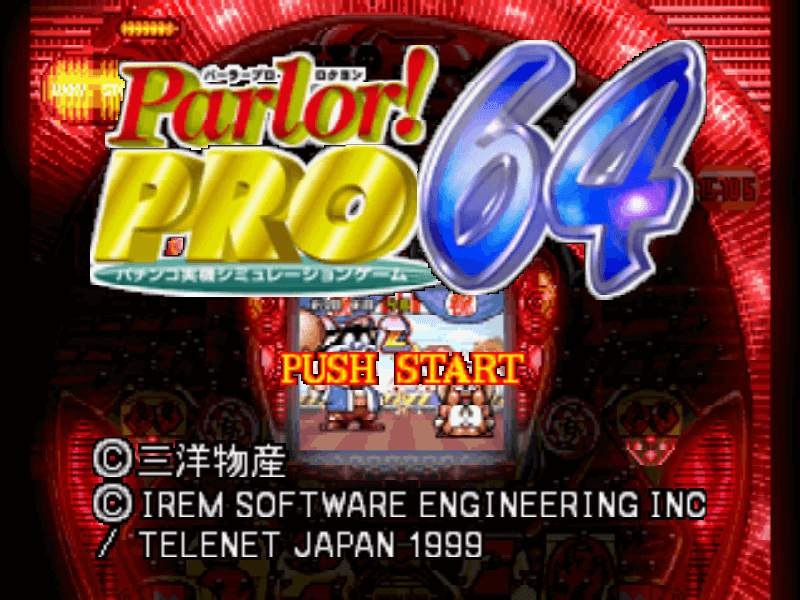 パーラープロ・ロクヨン
Parlor!
PRO 64
パチンコ実機シミュレーションゲーム
PUSH START
©三洋物産
© IREM SOFTWARE ENGINEERING INC
/ TELENET JAPAN 1999